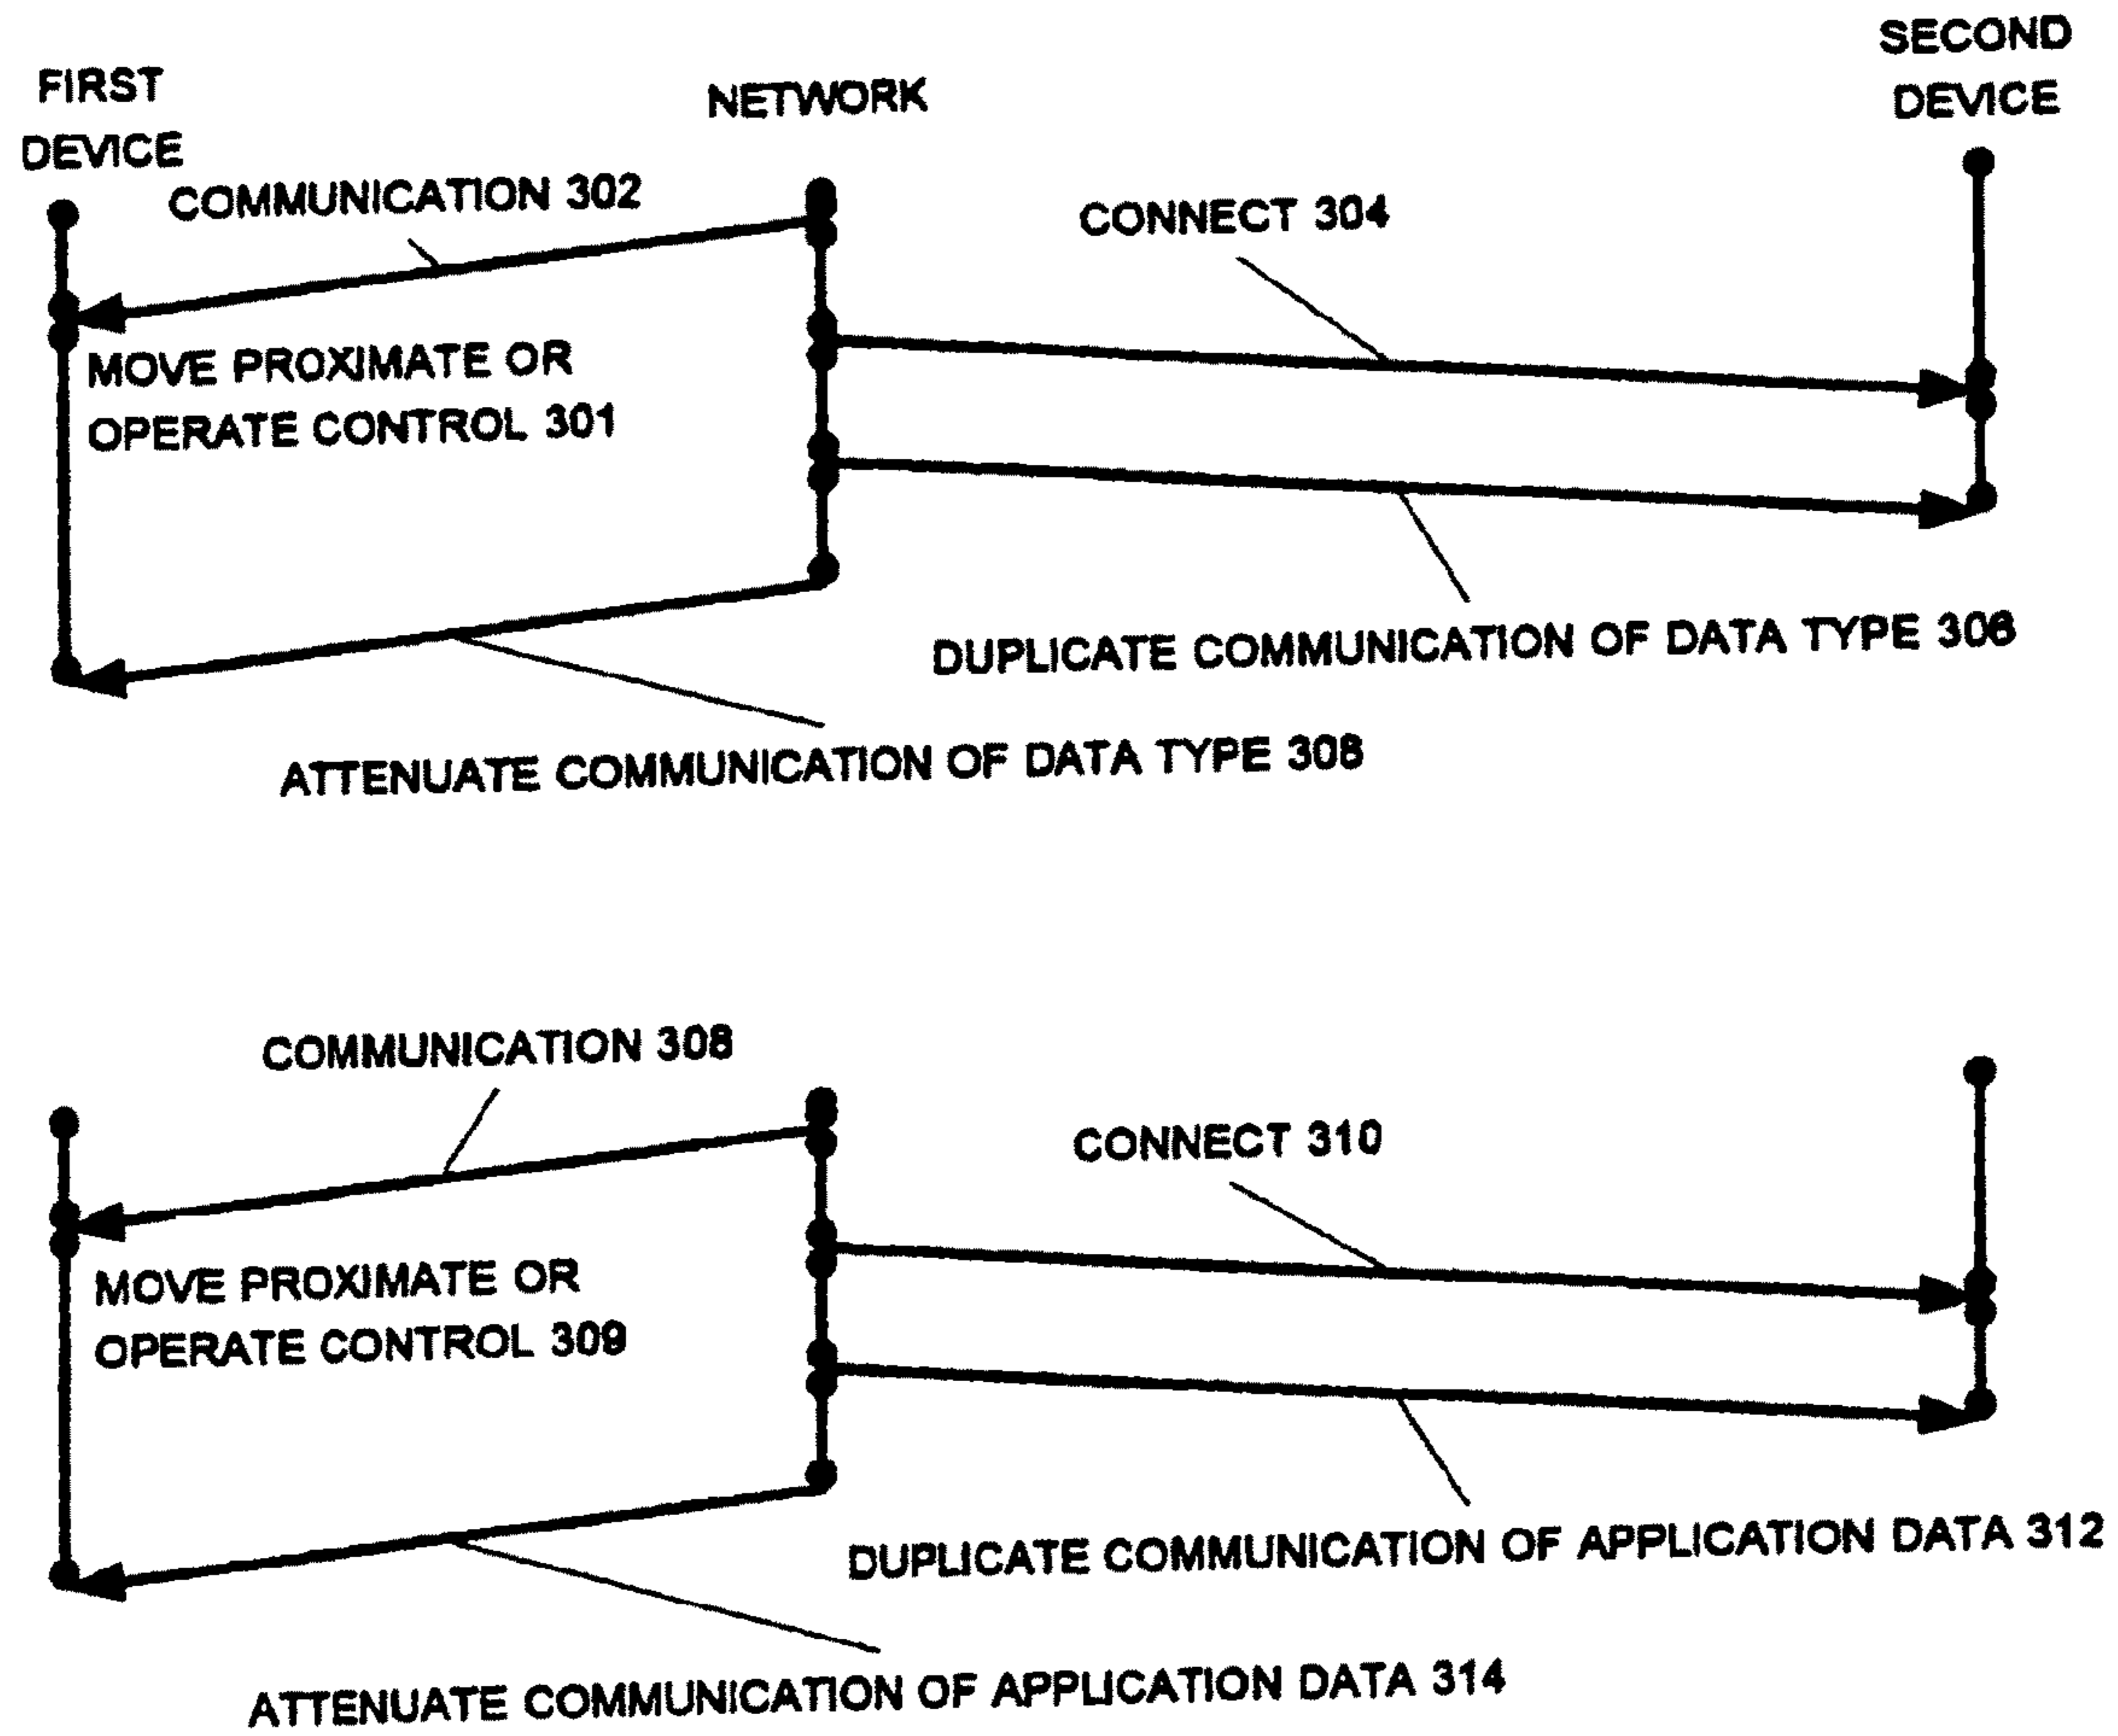 FIRST
DEVICE
NETWORK
SECOND
DEVICE
COMMUNICATION 302
CONNECT 304
MOVE PROXIMATE OR
OPERATE CONTROL 301
DUPLICATE COMMUNICATION OF DATA TYPE 306
ATTENUATE COMMUNICATION OF DATA TYPE 308
COMMUNICATION 308
CONNECT 310
MOVE PROXIMATE OR
OPERATE CONTROL 309
DUPLICATE COMMUNICATION OF APPLICATION DATA 312
ATTENUATE COMMUNICATION OF APPLICATION DATA 314